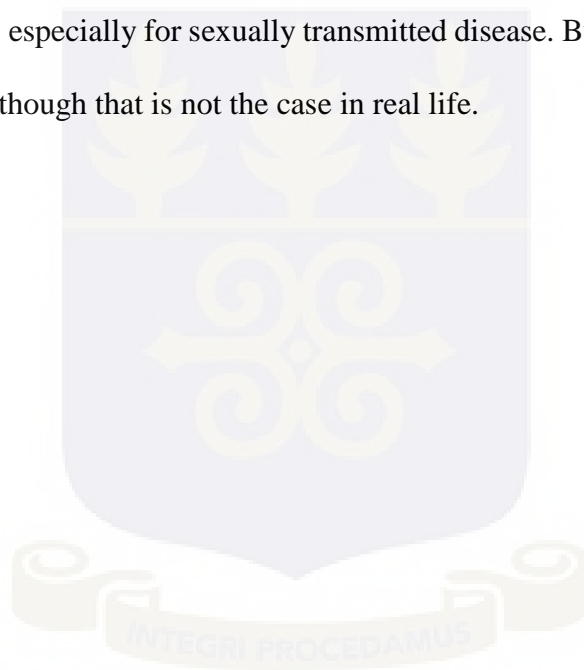 especially for sexually transmitted disease. B
though that is not the case in real life.
INTEGRI PROCEDAMUS